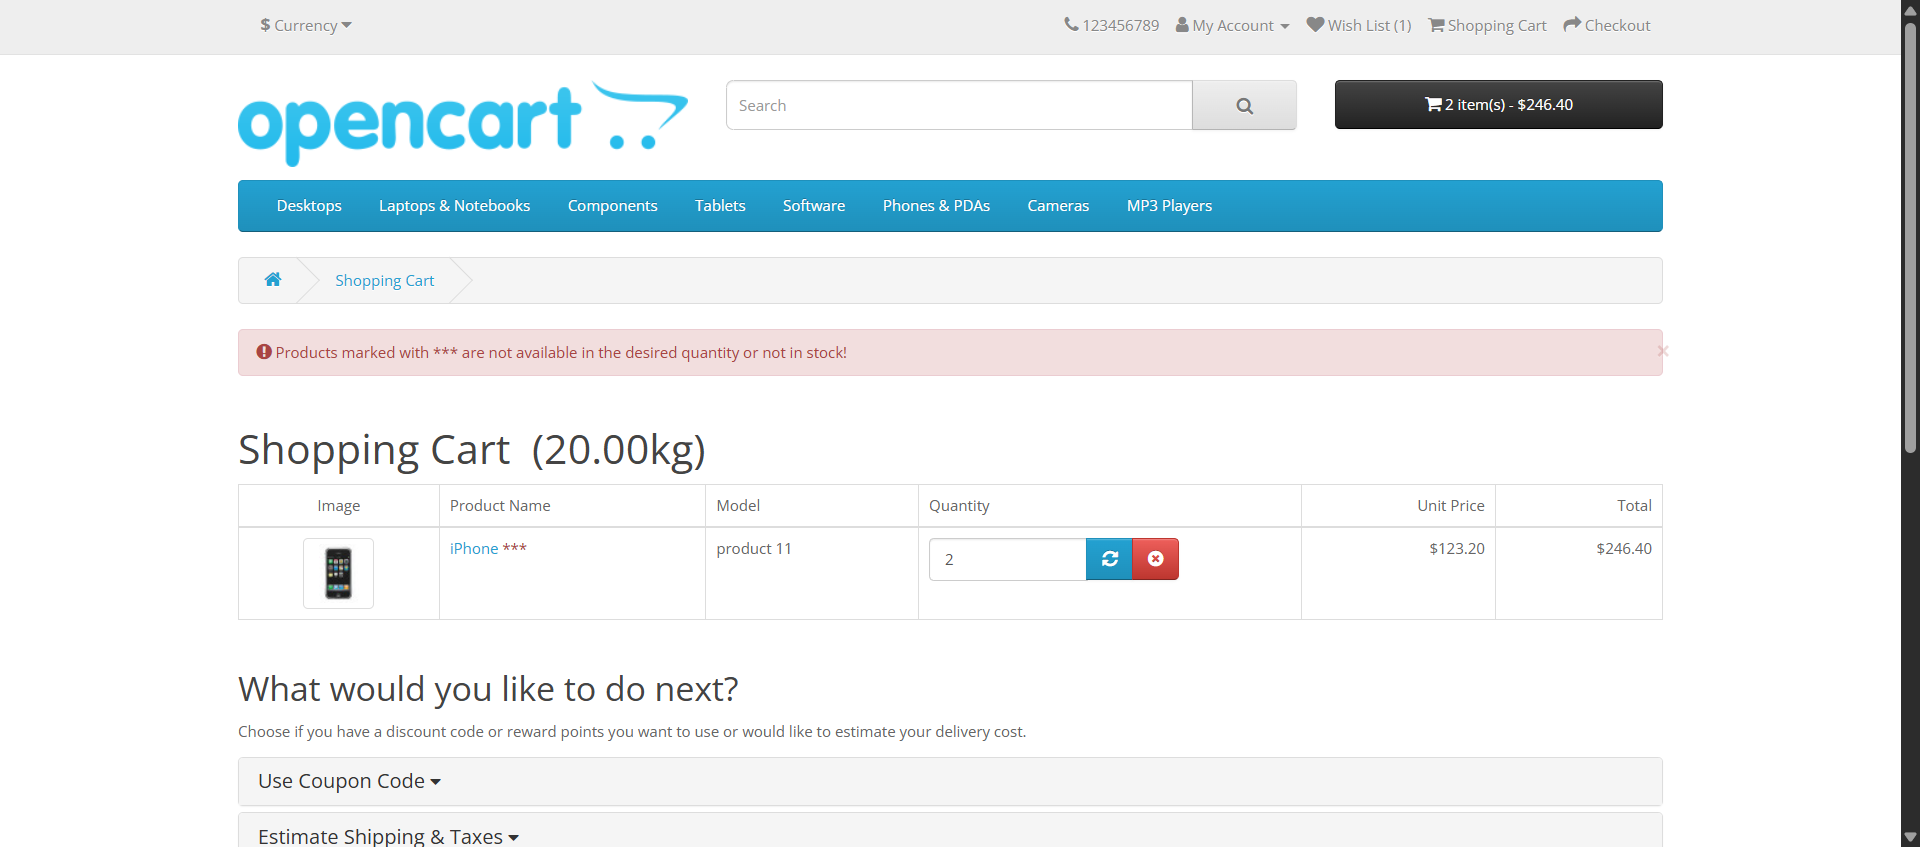 $ Currency
123456789 My Account Wish List (1) Shopping Cart Checkout
opencart
Search
2 item(s) - $246.40
Desktops Laptops & Notebooks Components Tablets Software Phones & PDAs Cameras MP3 Players
Shopping Cart
Products marked with *** are not available in the desired quantity or not in stock!
×
Shopping Cart (20.00kg)
Image Product Name Model Quantity Unit Price Total
iPhone *** product 11 2 $123.20 $246.40
What would you like to do next?
Choose if you have a discount code or reward points you want to use or would like to estimate your delivery cost.
Use Coupon Code
Estimate Shipping & Taxes